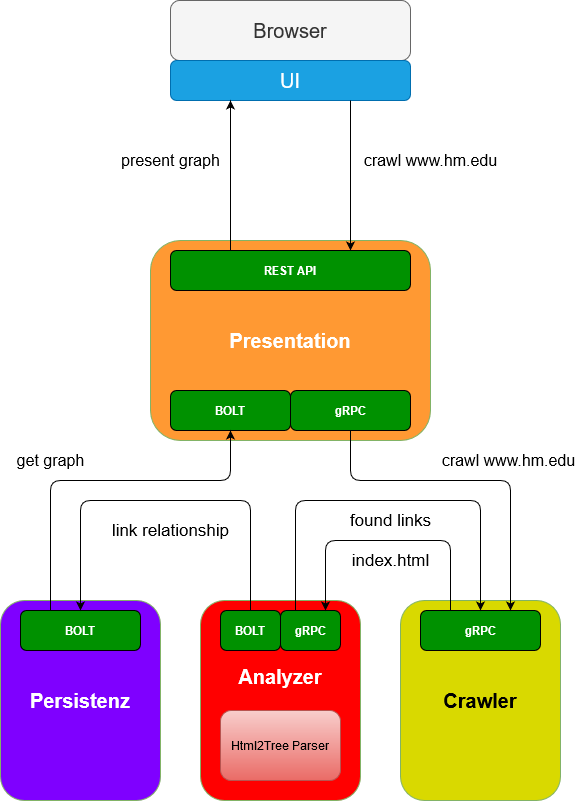 Browser
UI
present graph
crawl www.hm.edu
REST API
Presentation
BOLT
gRPC
get graph
crawl www.hm.edu
link relationship
found links
index.html
BOLT
Persistenz
BOLT
gRPC
Analyzer
Html2Tree Parser
gRPC
Crawler